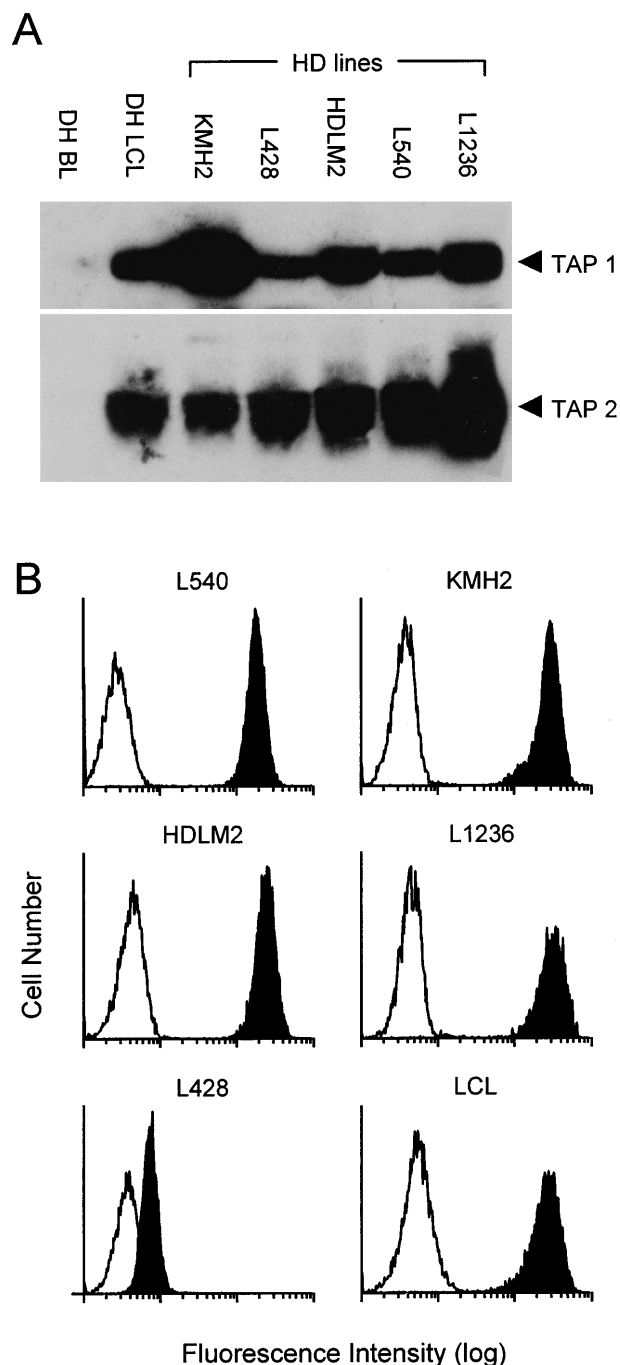 A
HD lines
DH BL
DH LCL
KMH2
L428
HDLM2
L540
L1236
TAP 1
TAP 2
B
L540
KMH2
HDLM2
L1236
L428
LCL
Cell Number
Fluorescence Intensity (log)